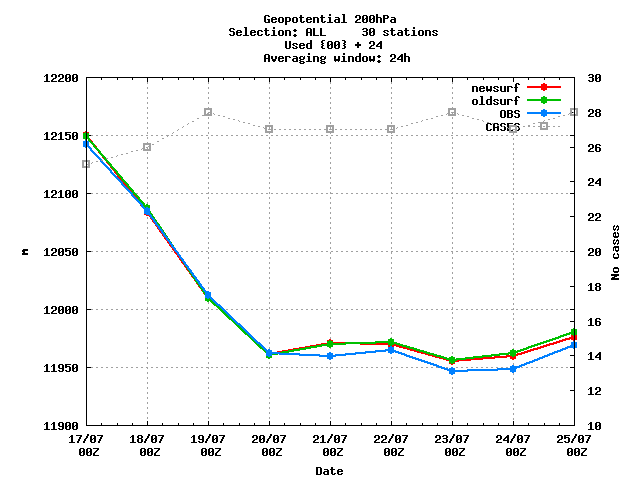 Geopotential 200hPa
Selection: ALL 30 stations
Used {00} + 24
Averaging window: 24h
12200
12150
12100
12050
12000
11950
11900
m
30
28
26
24
22
20
18
16
14
12
10
No cases
newsurf
oldsurf
OBS
CASES
17/07 18/07 19/07 20/07 21/07 22/07 23/07 24/07 25/07
00Z 00Z 00Z 00Z 00Z 00Z 00Z 00Z 00Z
Date